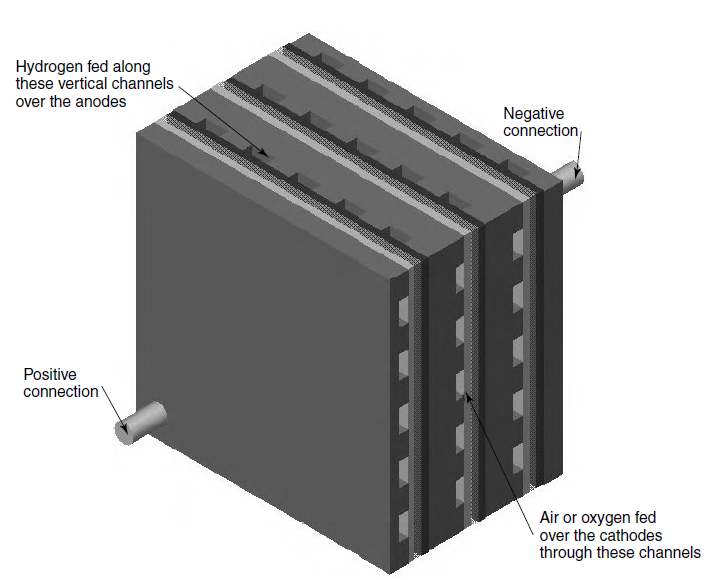 Hydrogen fed along
these vertical channels
over the anodes
Negative
connection
Positive
connection
Air or oxygen fed
over the cathodes
through these channels